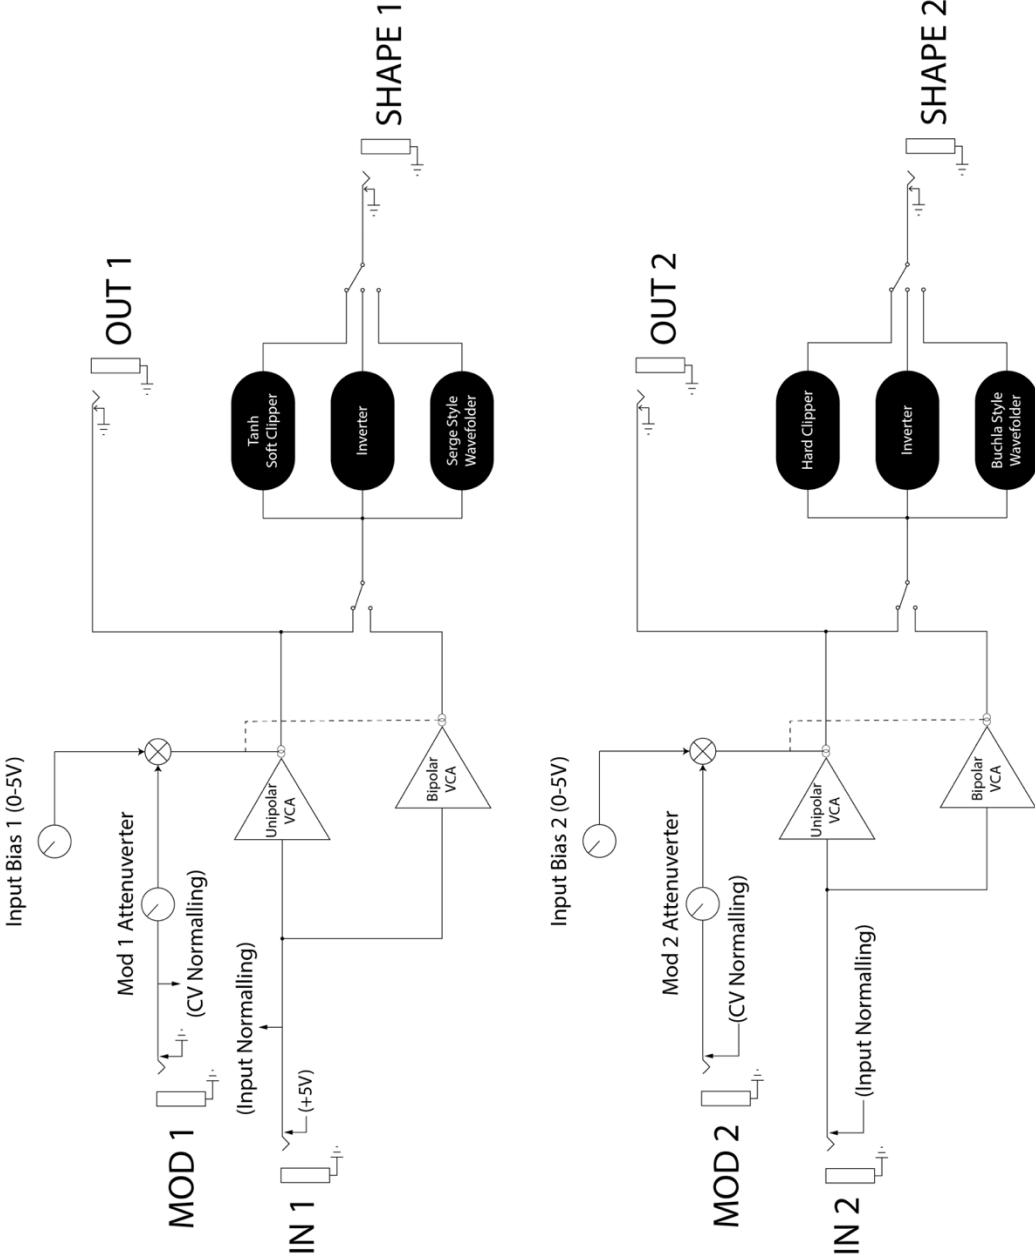 Input Bias 1 (0-5V)
Mod 1 Attenuverter
MOD 1
(CV Normalling)
(Input Normalling)
(+5V)
IN 1
Unipolar
VCA
Bipolar
VCA
OUT 1
Tanh
Soft Clipper
Inverter
Serge Style
Wavefolder
SHAPE 1
Input Bias 2 (0-5V)
Mod 2 Attenuverter
MOD 2
(CV Normalling)
(Input Normalling)
IN 2
Unipolar
VCA
Bipolar
VCA
OUT 2
Hard Clipper
Inverter
Buchla Style
Wavefolder
SHAPE 2